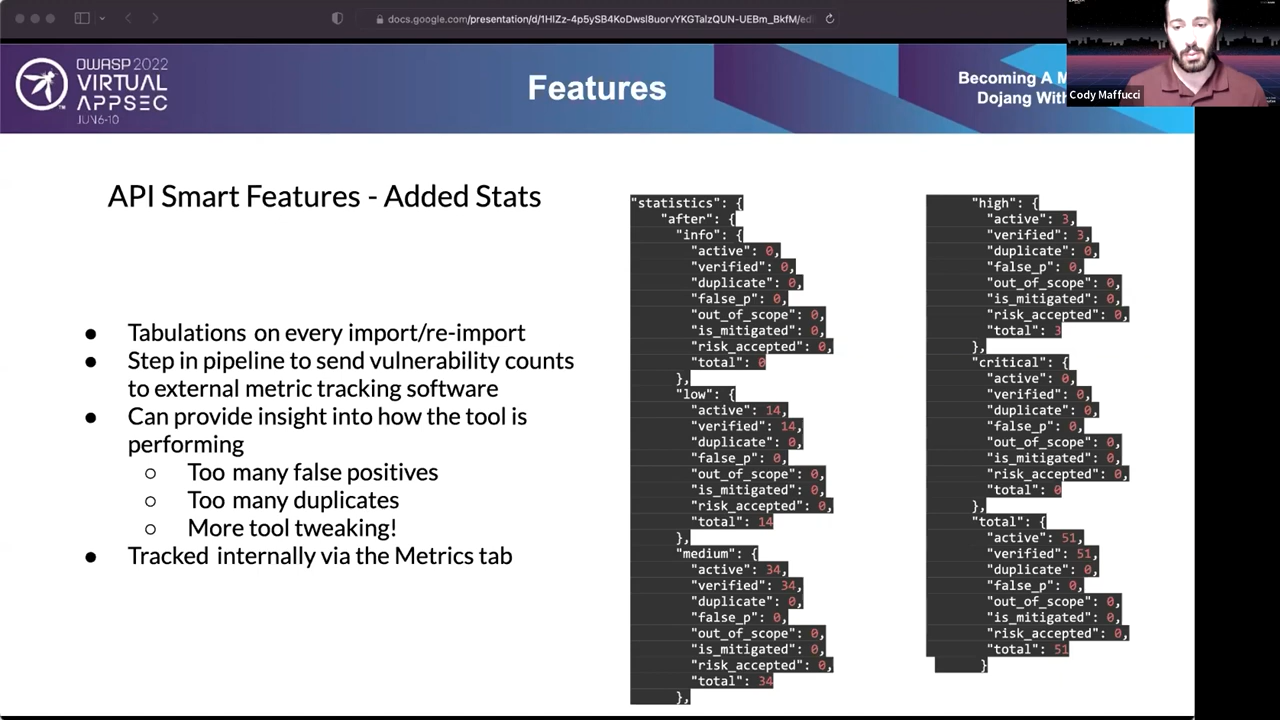 docs.google.com/presentation/d/1HIZz-4p5ySB4KoDwsl8uorvYKGTalzQUN-UEBm_BkfM/ed
OWASP 2022
VIRTUAL
APPSEC
JUN 6-10
Features
Becoming A M
Dojang With
Cody Maffucci
API Smart Features - Added Stats
● Tabulations on every import/re-import
● Step in pipeline to send vulnerability counts
to external metric tracking software
● Can provide insight into how the tool is
performing
○ Too many false positives
○ Too many duplicates
○ More tool tweaking!
● Tracked internally via the Metrics tab
"statistics": {
"after": {
"info": {
"active": 0,
"verified": 0,
"duplicate": 0,
"false_p": 0,
"out_of_scope": 0,
"is_mitigated": 0,
"risk_accepted": 0,
"total": 0
},
"low": {
"active": 14,
"verified": 14,
"duplicate": 0,
"false_p": 0,
"out_of_scope": 0,
"is_mitigated": 0,
"risk_accepted": 0,
"total": 14
},
"medium": {
"active": 34,
"verified": 34,
"duplicate": 0,
"false_p": 0,
"out_of_scope": 0,
"is_mitigated": 0,
"risk_accepted": 0,
"total": 34
},
"high": {
"active": 3,
"verified": 3,
"duplicate": 0,
"false_p": 0,
"out_of_scope": 0,
"is_mitigated": 0,
"risk_accepted": 0,
"total": 3
},
"critical": {
"active": 0,
"verified": 0,
"duplicate": 0,
"false_p": 0,
"out_of_scope": 0,
"is_mitigated": 0,
"risk_accepted": 0,
"total": 0
},
"total": {
"active": 51,
"verified": 51,
"duplicate": 0,
"false_p": 0,
"out_of_scope": 0,
"is_mitigated": 0,
"risk_accepted": 0,
"total": 51
}